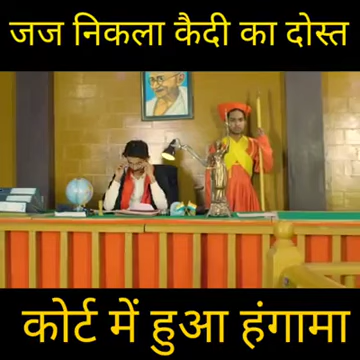 जज निकला कैदी का दोस्त
कोर्ट में हुआ हंगामा